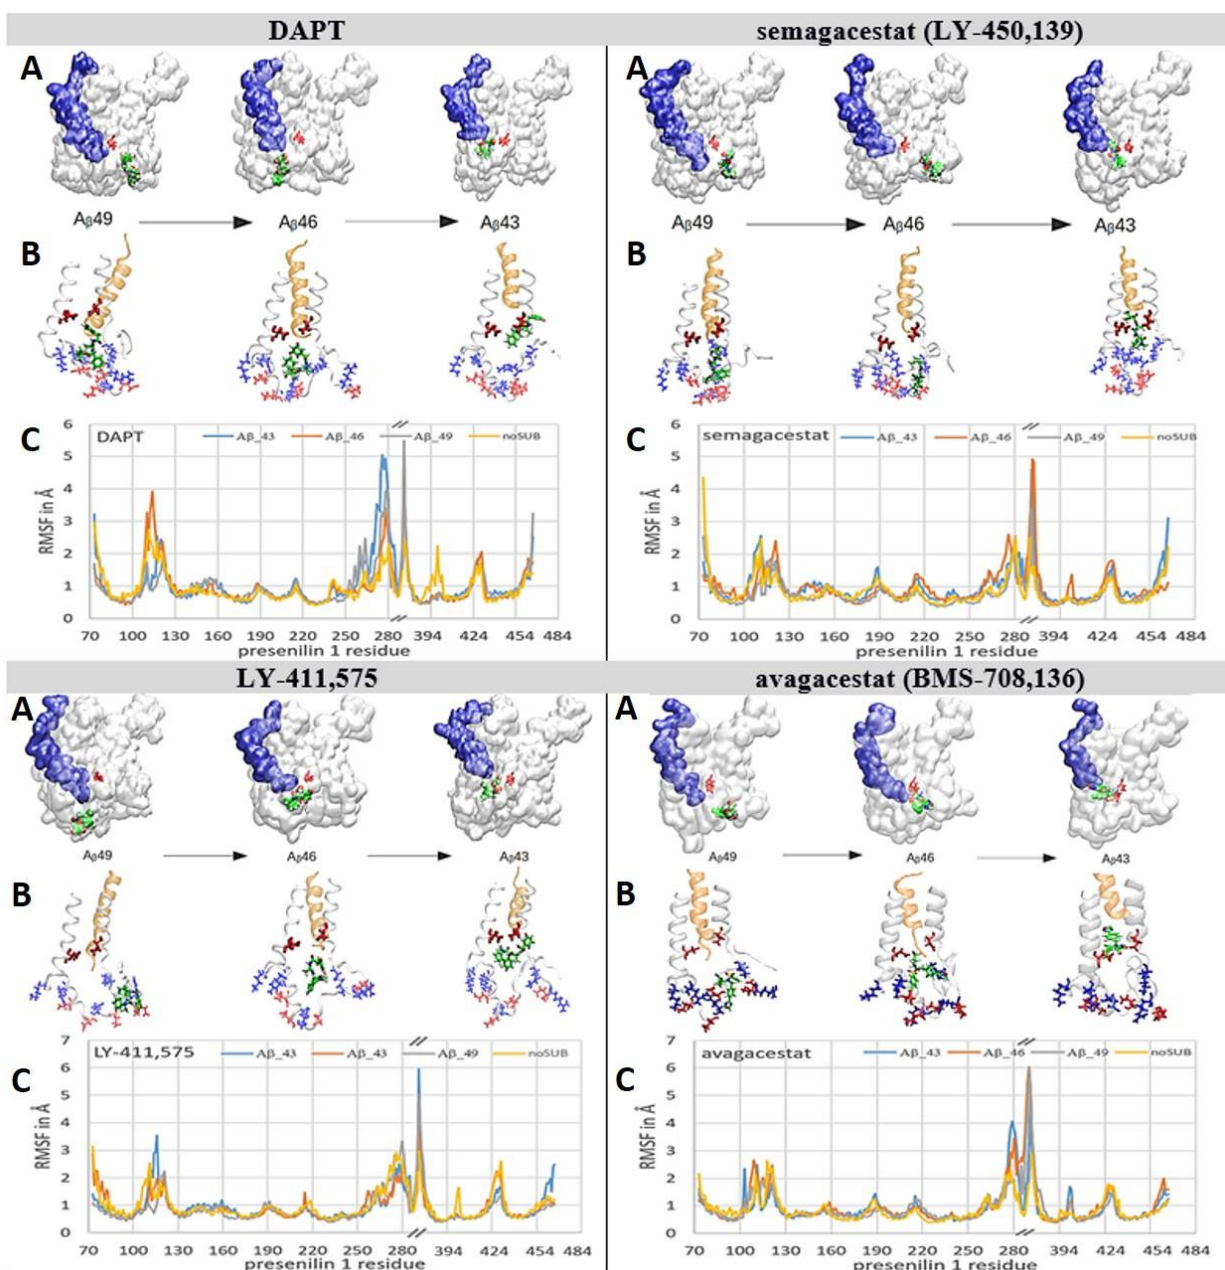 DAPT
semagacestat (LY-450,139)
A
A
Aβ49 Aβ46 Aβ43
Aβ49 Aβ46 Aβ43
B
B
C
DAPT Aβ_43 Aβ_46 Aβ_49 noSUB
RMSF in Å
6
5
4
3
2
1
0
70 100 130 160 190 220 250 280 394 424 454 484
presenilin 1 residue
C
semagacestat Aβ_43 Aβ_46 Aβ_49 noSUB
RMSF in Å
6
5
4
3
2
1
0
70 100 130 160 190 220 250 280 394 424 454 484
presenilin 1 residue
LY-411,575
avagacestat (BMS-708,136)
A
A
Aβ49 Aβ46 Aβ43
Aβ49 Aβ46 Aβ43
B
B
C
LY-411,575 Aβ_43 Aβ_43 Aβ_49 noSUB
RMSF in Å
7
6
5
4
3
2
1
0
70 100 130 160 190 220 250 280 394 424 454 484
presenilin 1 residue
C
avagacestat Aβ_43 Aβ_46 Aβ_49 noSUB
RMSF in Å
7
6
5
4
3
2
1
0
70 100 130 160 190 220 250 280 394 424 454 484
presenilin 1 residue